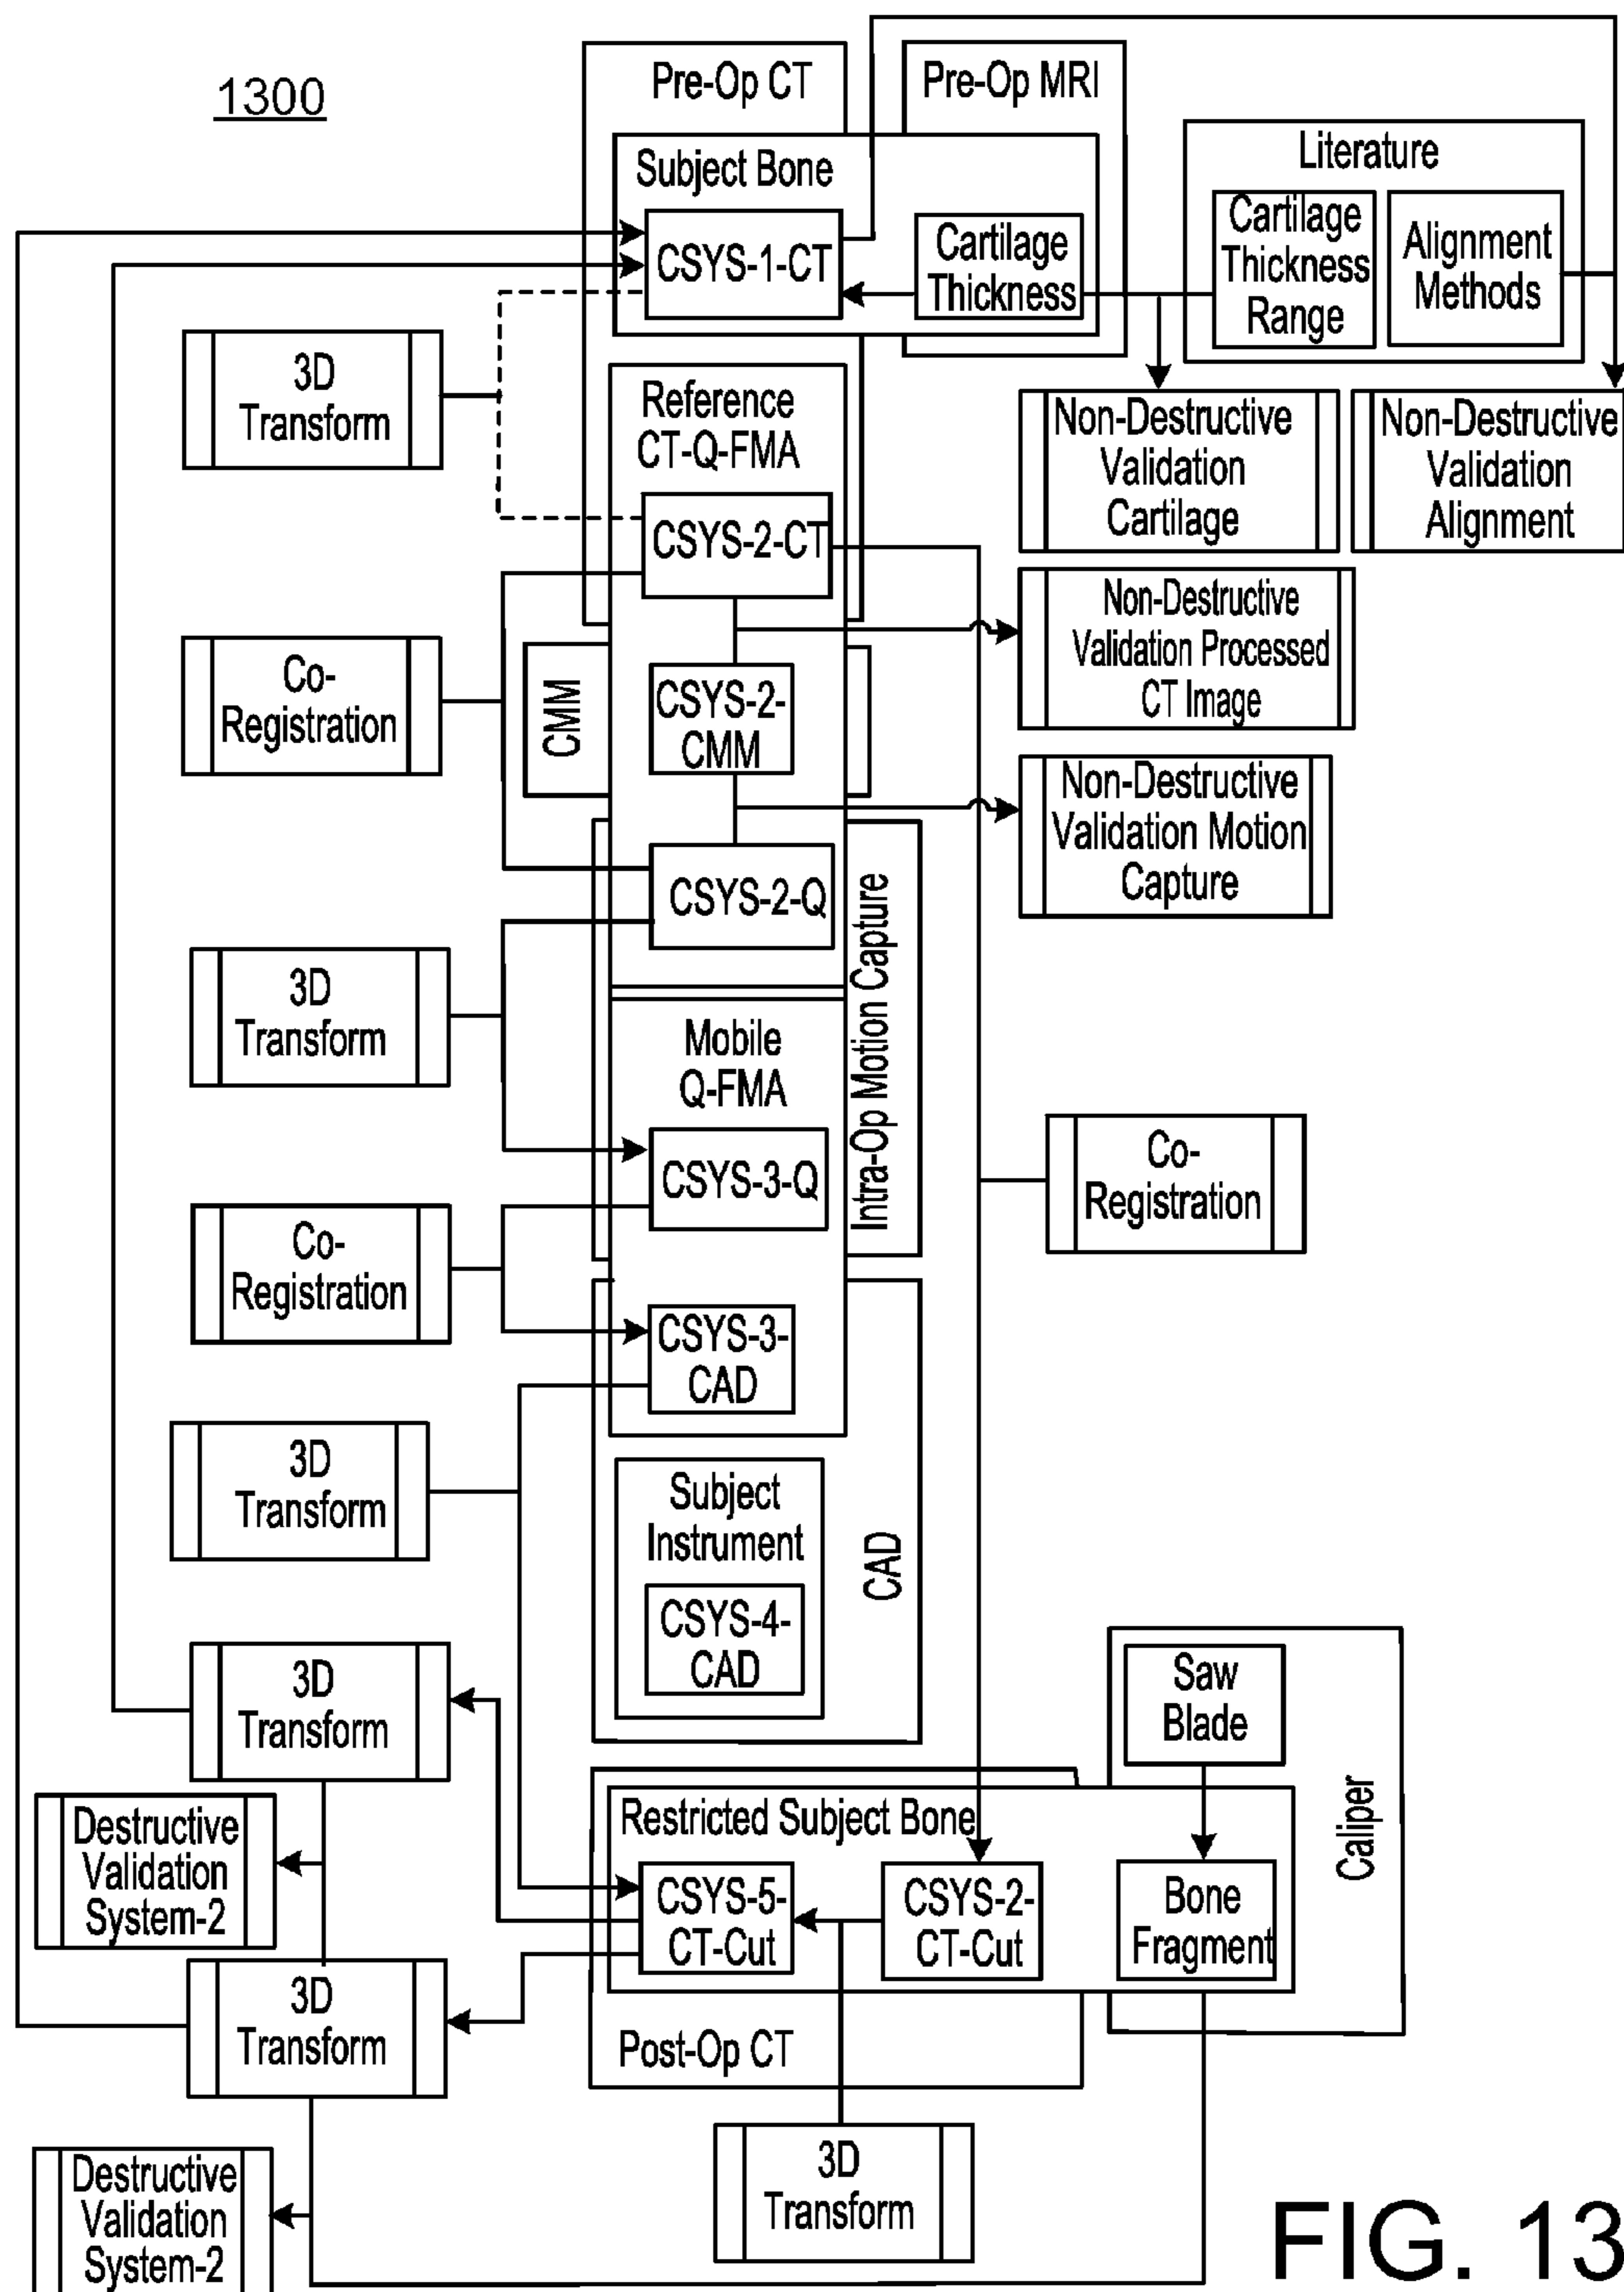 1300
Pre-Op CT
Pre-Op MRI
Subject Bone
CSYS-1-CT
Cartilage
Thickness
Literature
Cartilage
Thickness
Range
Alignment
Methods
3D
Transform
Reference
CT-Q-FMA
CSYS-2-CT
Non-Destructive
Validation
Cartilage
Non-Destructive
Validation
Alignment
Non-Destructive
Validation Processed
CT Image
Co-
Registration
CMM
CSYS-2-
CMM
Non-Destructive
Validation Motion
Capture
CSYS-2-Q
Intra-Op Motion Capture
3D
Transform
Mobile
Q-FMA
CSYS-3-Q
Co-
Registration
Co-
Registration
CSYS-3-
CAD
3D
Transform
Subject
Instrument
CSYS-4-
CAD
CAD
3D
Transform
Saw
Blade
Caliper
Destructive
Validation
System-2
Restricted Subject Bone
CSYS-5-
CT-Cut
CSYS-2-
CT-Cut
Bone
Fragment
3D
Transform
Post-Op CT
Destructive
Validation
System-2
3D
Transform
FIG. 13